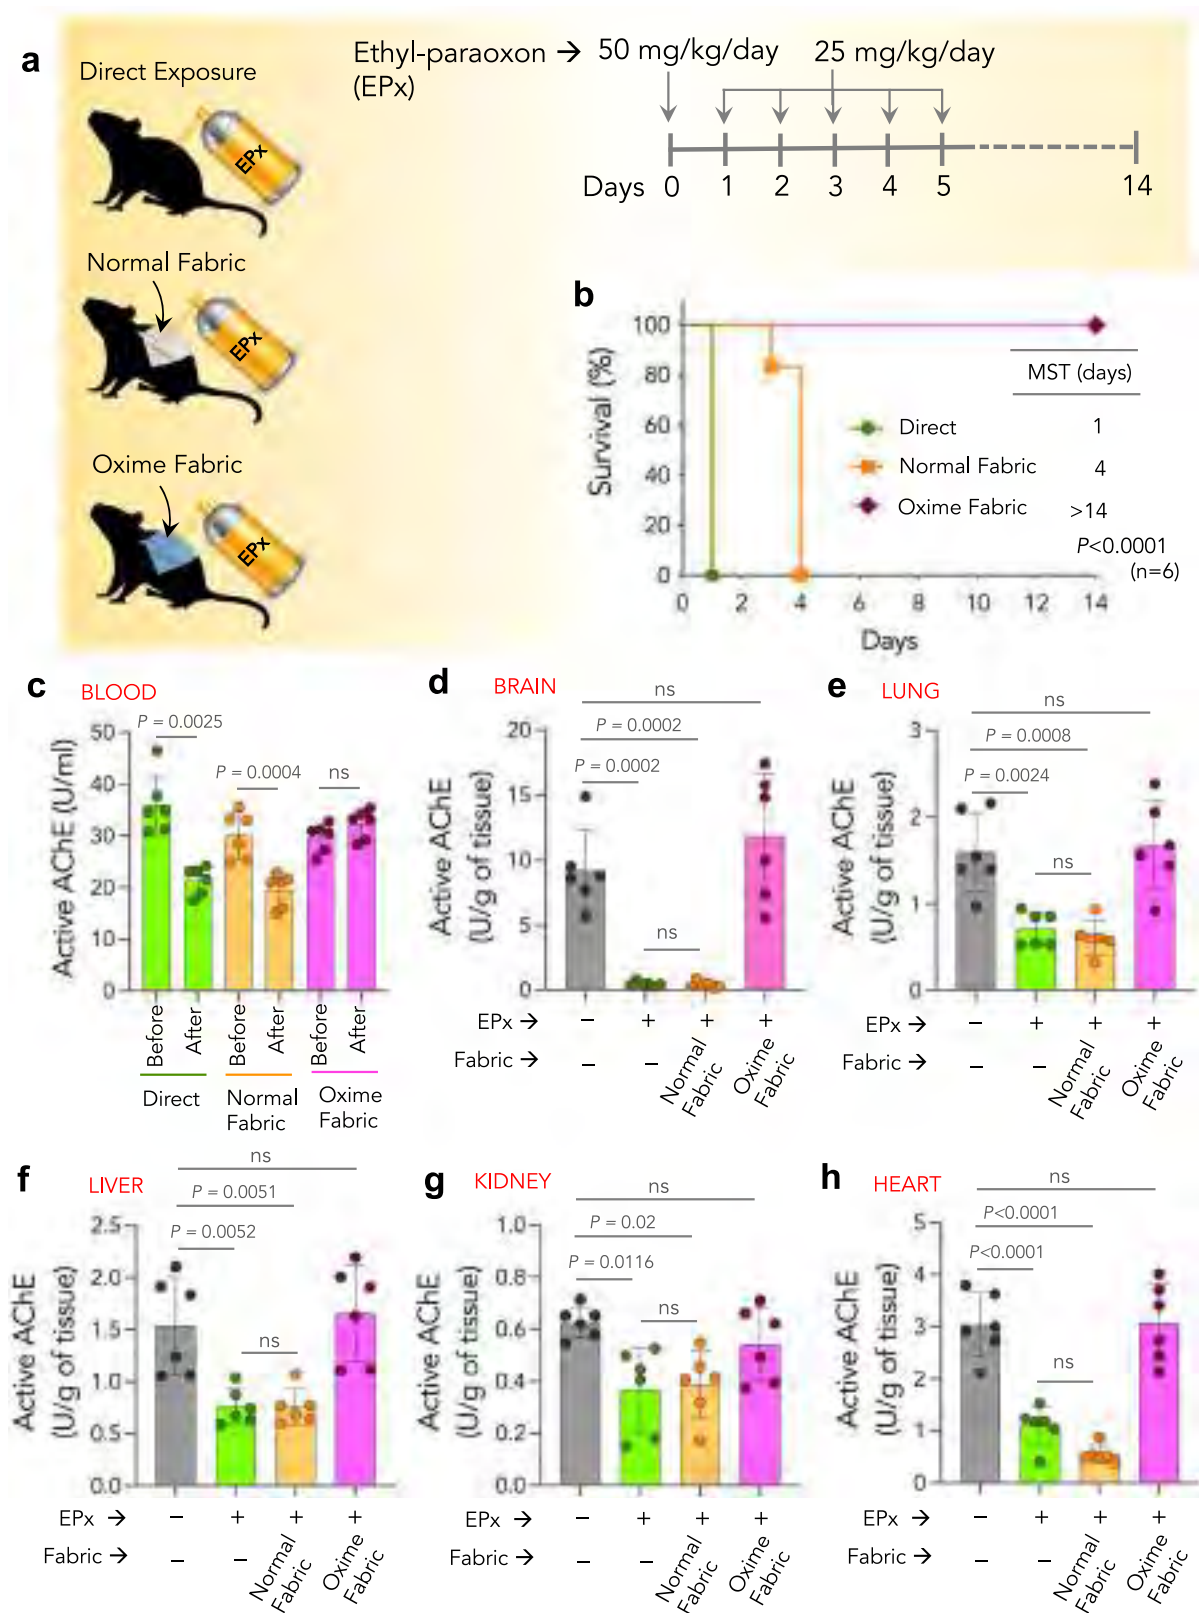 a
Direct Exposure
EPx
Normal Fabric
EPx
Oxime Fabric
EPx
Ethyl-paraoxon → 50 mg/kg/day 25 mg/kg/day
(EPx)
Days 0 1 2 3 4 5 14
b
Survival (%)
100
80
60
40
20
0
0 2 4 6 8 10 12 14
Days
MST (days)
Direct 1
Normal Fabric 4
Oxime Fabric >14
P<0.0001
(n=6)
c BLOOD
P = 0.0025
P = 0.0004
ns
Active AChE (U/ml)
50
40
30
20
10
0
Before After Before After Before After
Direct Normal Fabric Oxime Fabric
d BRAIN
ns
P = 0.0002
P = 0.0002
ns
Active AChE
(U/g of tissue)
20
15
10
5
0
EPx → – + + +
Fabric → – – Normal Fabric Oxime Fabric
e LUNG
ns
P = 0.0008
P = 0.0024
ns
Active AChE
(U/g of tissue)
3
2
1
0
EPx → – + + +
Fabric → – – Normal Fabric Oxime Fabric
f LIVER
ns
P = 0.0051
P = 0.0052
ns
Active AChE
(U/g of tissue)
2.5
2.0
1.5
1.0
0.5
0.0
EPx → – + + +
Fabric → – – Normal Fabric Oxime Fabric
g KIDNEY
ns
P = 0.02
P = 0.0116
ns
Active AChE
(U/g of tissue)
1.0
0.8
0.6
0.4
0.2
0.0
EPx → – + + +
Fabric → – – Normal Fabric Oxime Fabric
h HEART
ns
P<0.0001
P<0.0001
ns
Active AChE
(U/g of tissue)
5
4
3
2
1
0
EPx → – + + +
Fabric → – – Normal Fabric Oxime Fabric